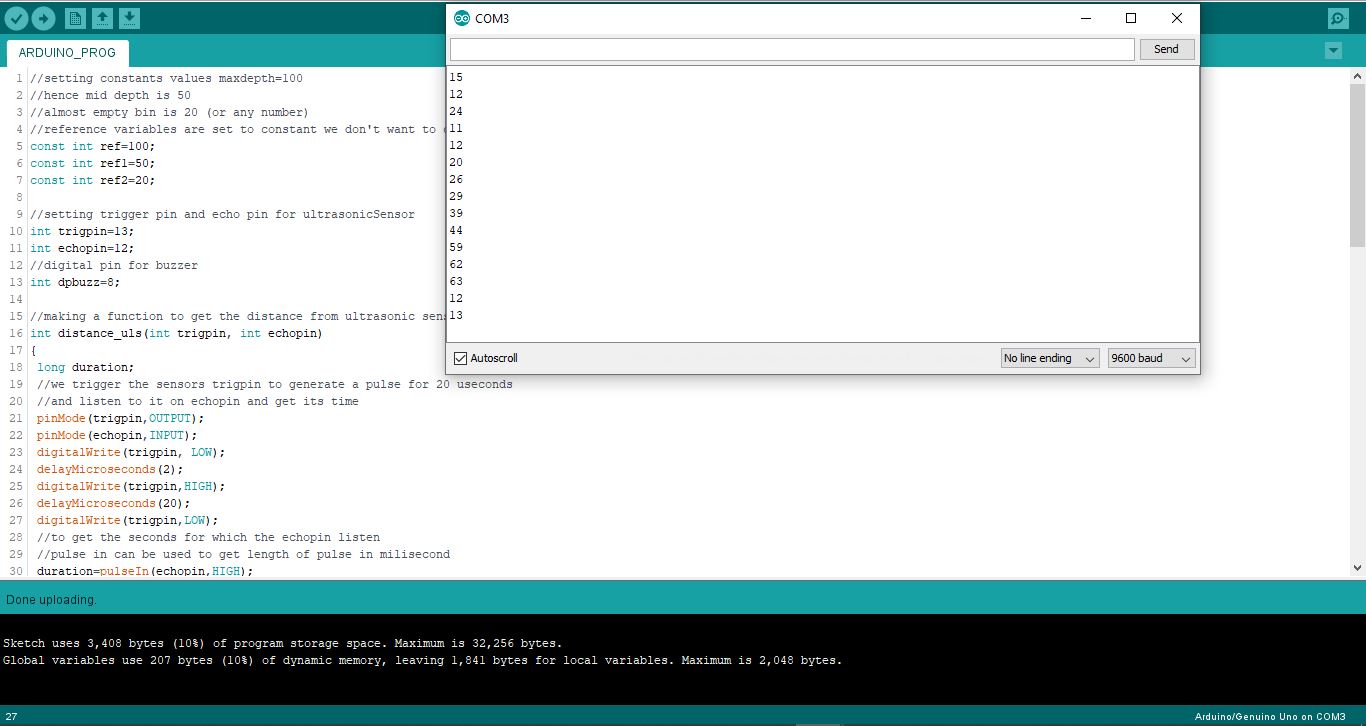 COM3
ARDUINO_PROG
Send
1 //setting constants values maxdepth=100
2 //hence mid depth is 50
3 //almost empty bin is 20 (or any number)
4 //reference variables are set to constant we don't want to
5 const int ref=100;
6 const int ref1=50;
7 const int ref2=20;
8
9 //setting trigger pin and echo pin for ultrasonicSensor
10 int trigpin=13;
11 int echopin=12;
12 //digital pin for buzzer
13 int dpbuzz=8;
14
15 //making a function to get the distance from ultrasonic
16 int distance_uls(int trigpin, int echopin)
17 {
18 long duration;
19 //we trigger the sensors trigpin to generate a pulse for 20 useconds
20 //and listen to it on echopin and get its time
21 pinMode(trigpin,OUTPUT);
22 pinMode(echopin,INPUT);
23 digitalWrite(trigpin, LOW);
24 delayMicroseconds(2);
25 digitalWrite(trigpin,HIGH);
26 delayMicroseconds(20);
27 digitalWrite(trigpin,LOW);
28 //to get the seconds for which the echopin listen
29 //pulse in can be used to get length of pulse in milisecond
30 duration=pulseIn(echopin,HIGH);
15
12
24
11
12
20
26
29
39
44
59
62
63
12
13
Autoscroll
No line ending
9600 baud
Done uploading.
Sketch uses 3,408 bytes (10%) of program storage space. Maximum is 32,256 bytes.
Global variables use 207 bytes (10%) of dynamic memory, leaving 1,841 bytes for local variables. Maximum is 2,048 bytes.
27
Arduino/Genuino Uno on COM3